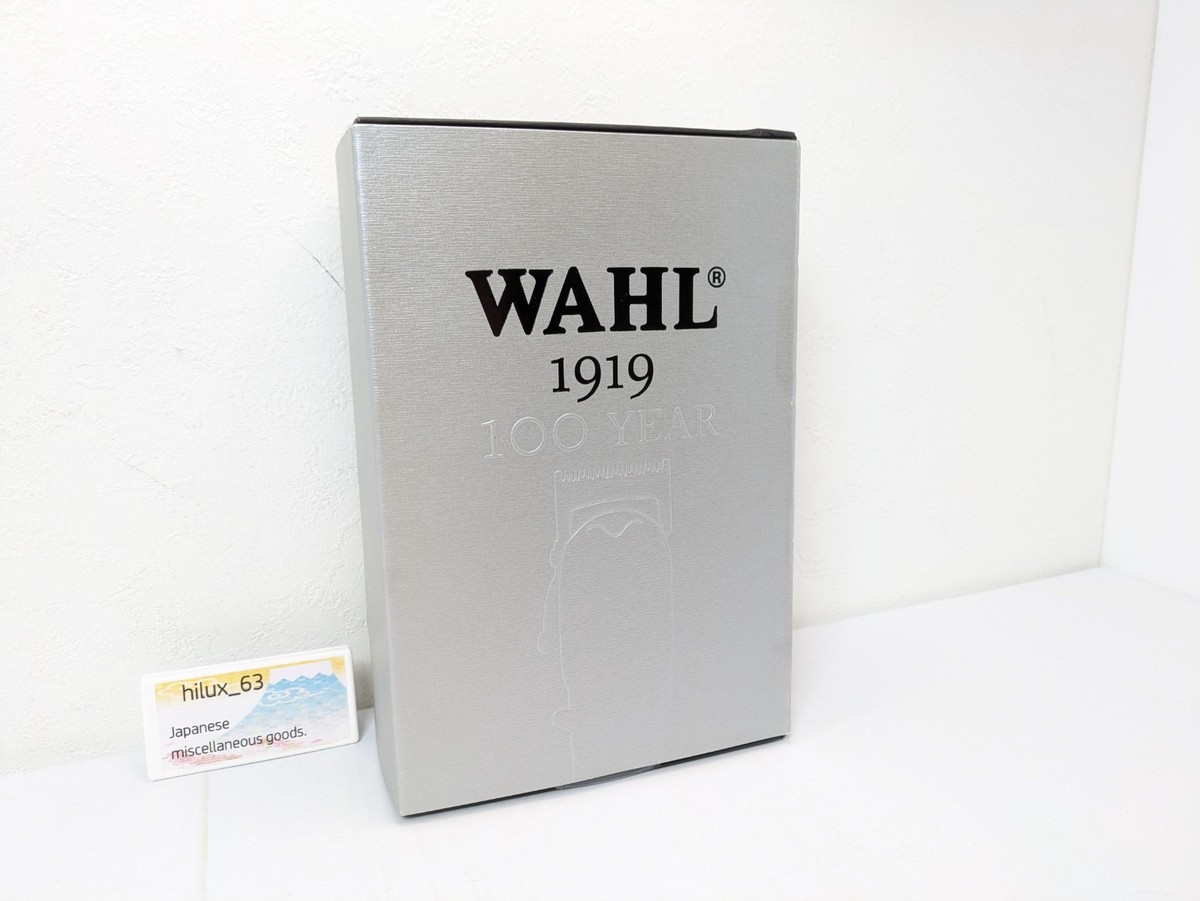 WAHL®
1919
100 YEAR
hilux_63
Japanese
miscellaneous goods.